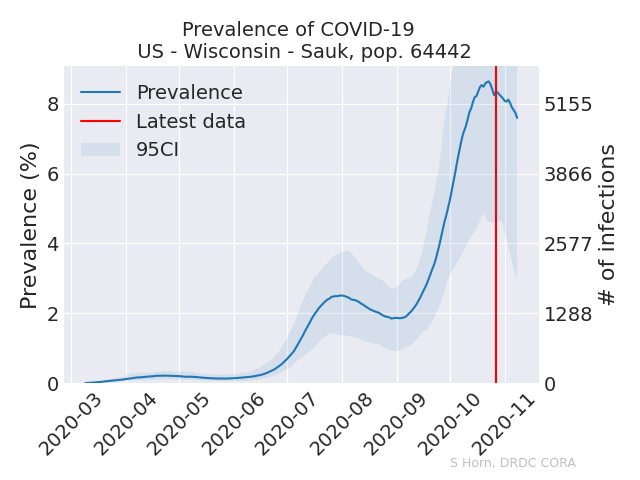 Prevalence of COVID-19
US - Wisconsin - Sauk, pop. 64442
Prevalence
Latest data
95CI
Prevalence (%)
8
6
4
2
0
5155
3866
2577
1288
0
# of infections
2020-03
2020-04
2020-05
2020-06
2020-07
2020-08
2020-09
2020-10
2020-11
S Horn, DRDC CORA